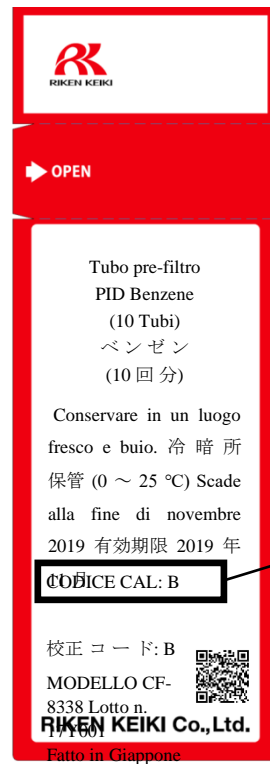 RIKEN KEIKI
OPEN
Tubo pre-filtro
PID Benzene
(10 Tubi)
ベンゼン
(10 回 分)
Conservare in un luogo
fresco e buio. 冷 暗 所
保管 (0 ～ 25 ℃) Scade
alla fine di novembre
2019 有効期限 2019 年
11 月
CODICE CAL: B
校正 コード: B
MODELLO CF-
8338 Lotto n.
1YY601
RIKEN KEIKI Co., Ltd.
Fatto in Giappone